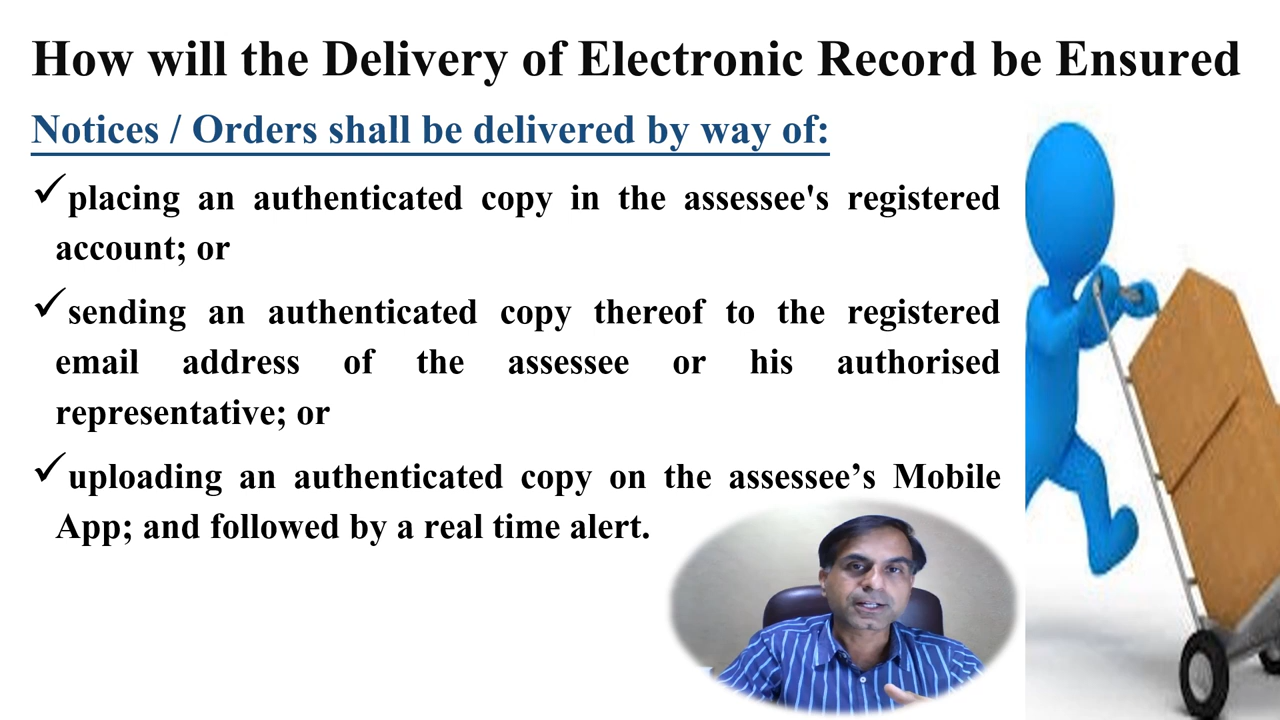 How will the Delivery of Electronic Record be Ensured
Notices / Orders shall be delivered by way of:
✓placing an authenticated copy in the assessee's registered
account; or
✓sending an authenticated copy thereof to the registered
email address of the assessee or his authorised
representative; or
✓uploading an authenticated copy on the assessee’s Mobile
App; and followed by a real time alert.